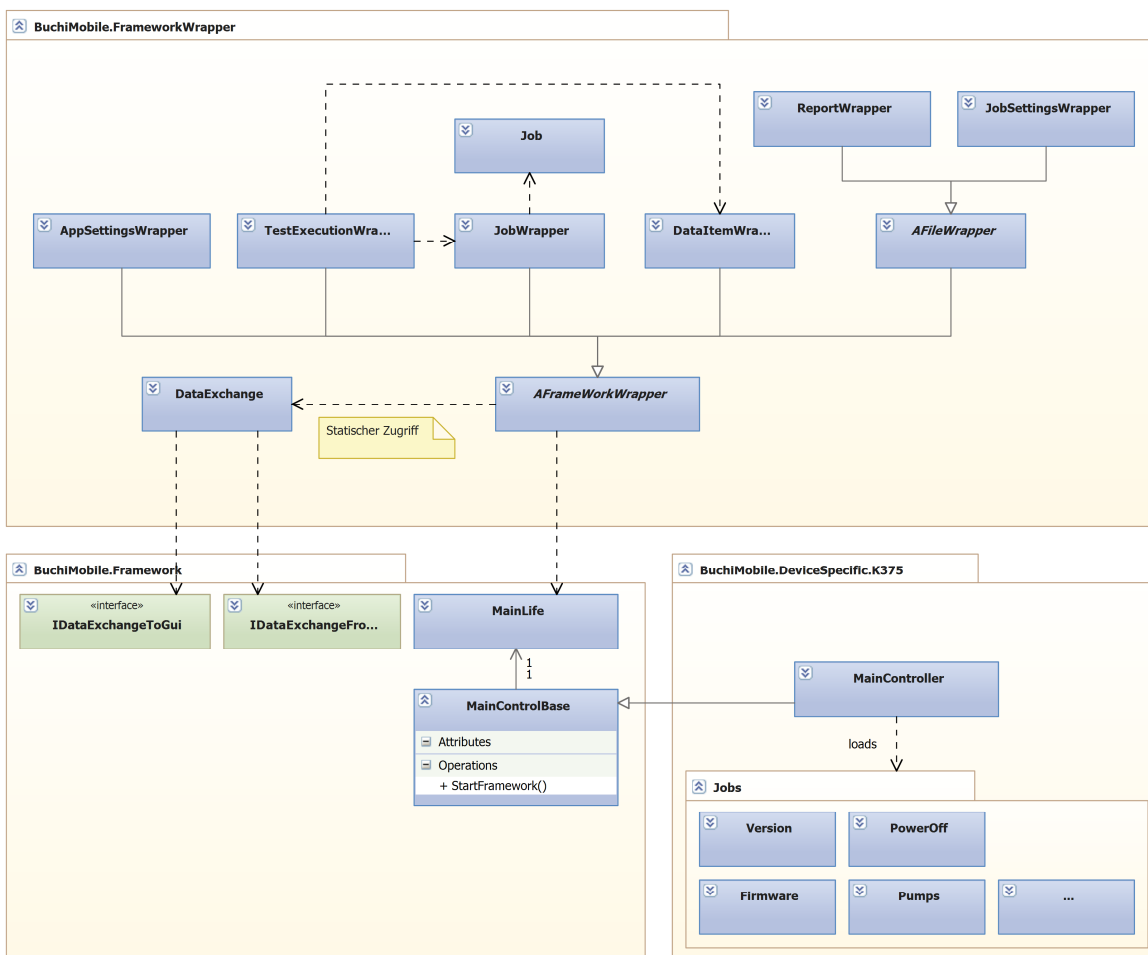 BuchiMobile.FrameworkWrapper
ReportWrapper
JobSettingsWrapper
Job
AppSettingsWrapper
TestExecutionWra...
JobWrapper
DataItemWra...
AFileWrapper
DataExchange
AFrameWorkWrapper
Statischer Zugriff
BuchiMobile.Framework
«interface»
IDataExchangeToGui
«interface»
IDataExchangeFro...
MainLife
1
1
MainControlBase
Attributes
Operations
+ StartFramework()
BuchiMobile.DeviceSpecific.K375
MainController
loads
Jobs
Version
PowerOff
Firmware
Pumps
...